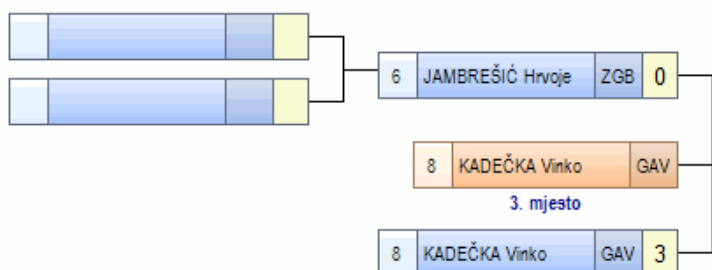 6 JAMBREŠIĆ Hrvoje ZGB 0
8 KADEČKA Vinko GAV
3. mjesto
8 KADEČKA Vinko GAV 3